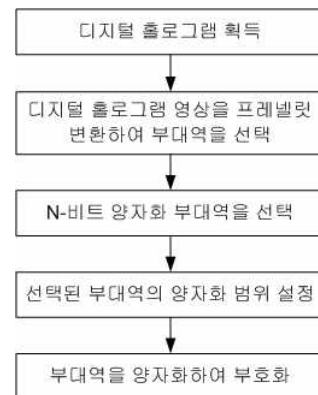 디지털 홀로그램 획득
디지털 홀로그램 영상을 프레넬릿
변환하여 부대역을 선택
N-비트 양자화 부대역을 선택
선택된 부대역의 양자화 범위 설정
부대역을 양자화하여 부호화